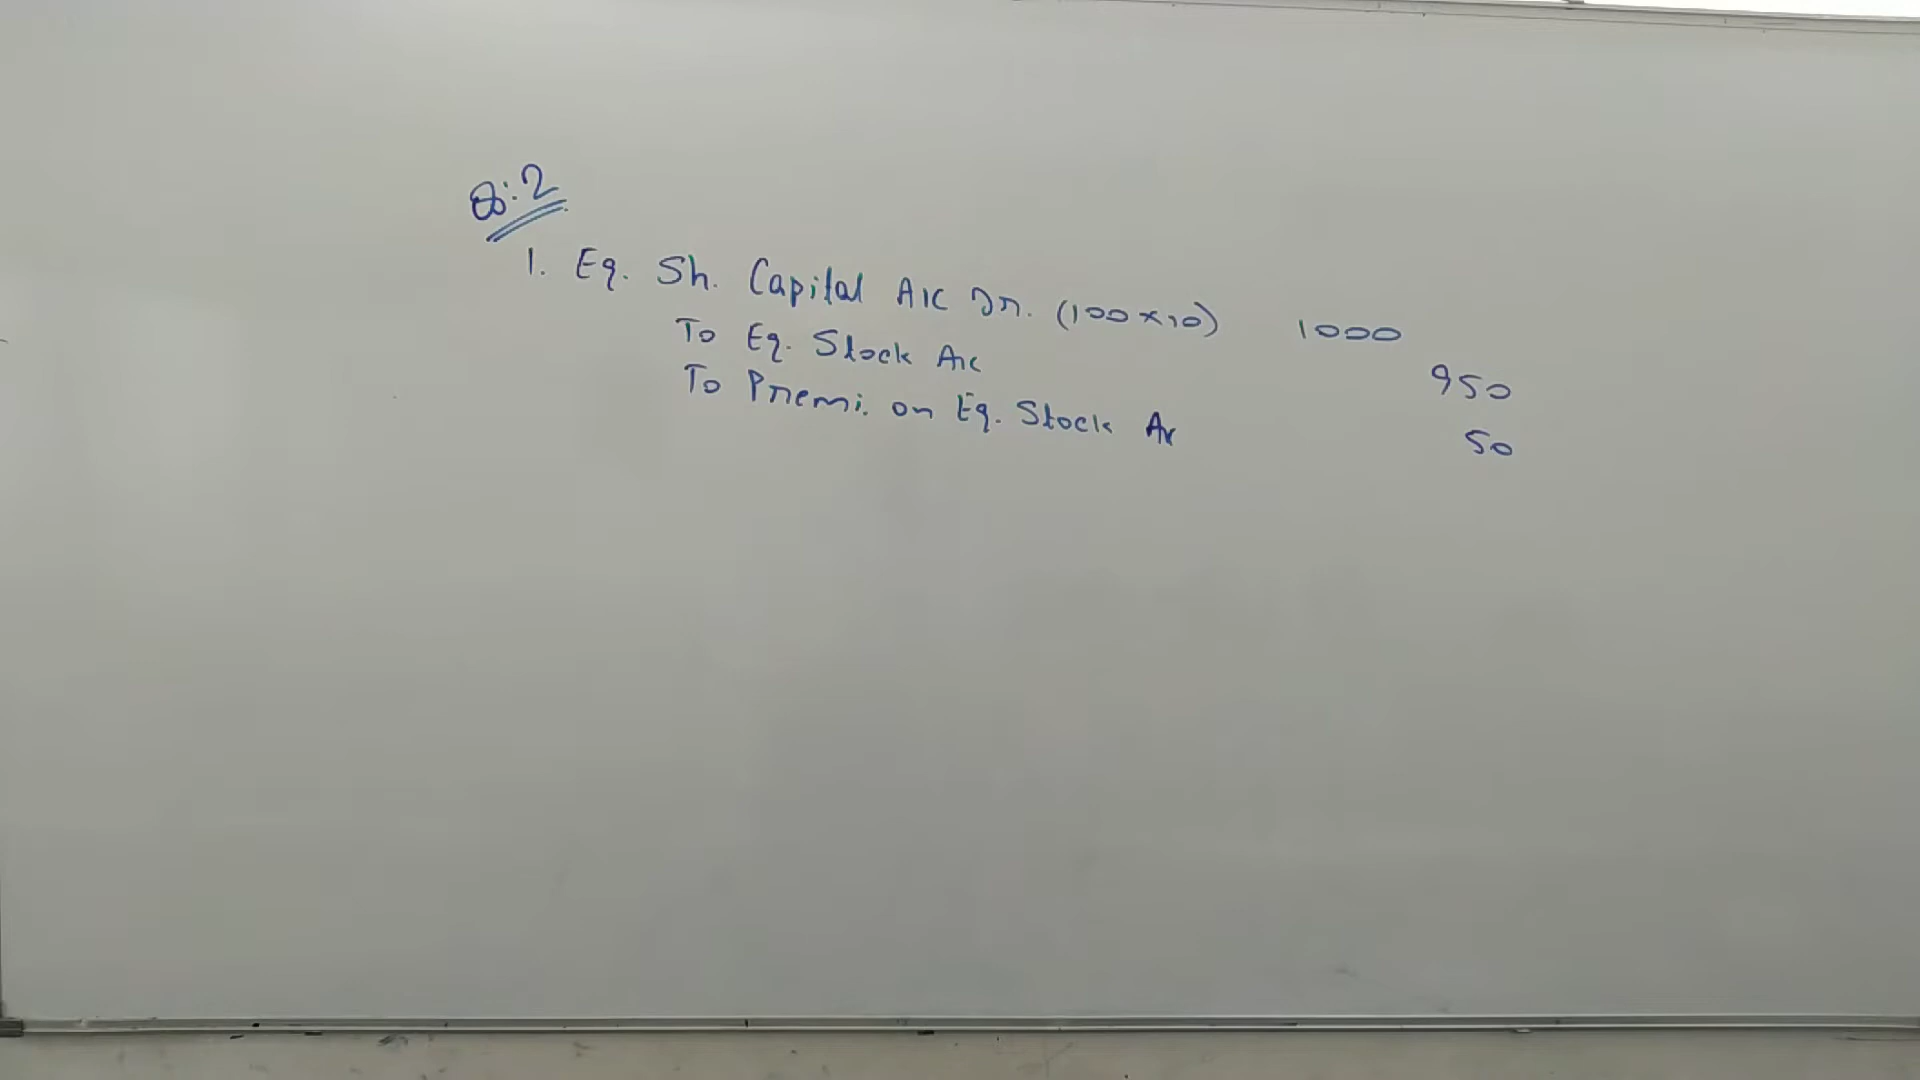 Q:2
1. Eq. Sh. Capital A/C Dr. (100×10) 1000
To Eq. Stock A/c 950
To Premi. on Eq. Stock A/c 50